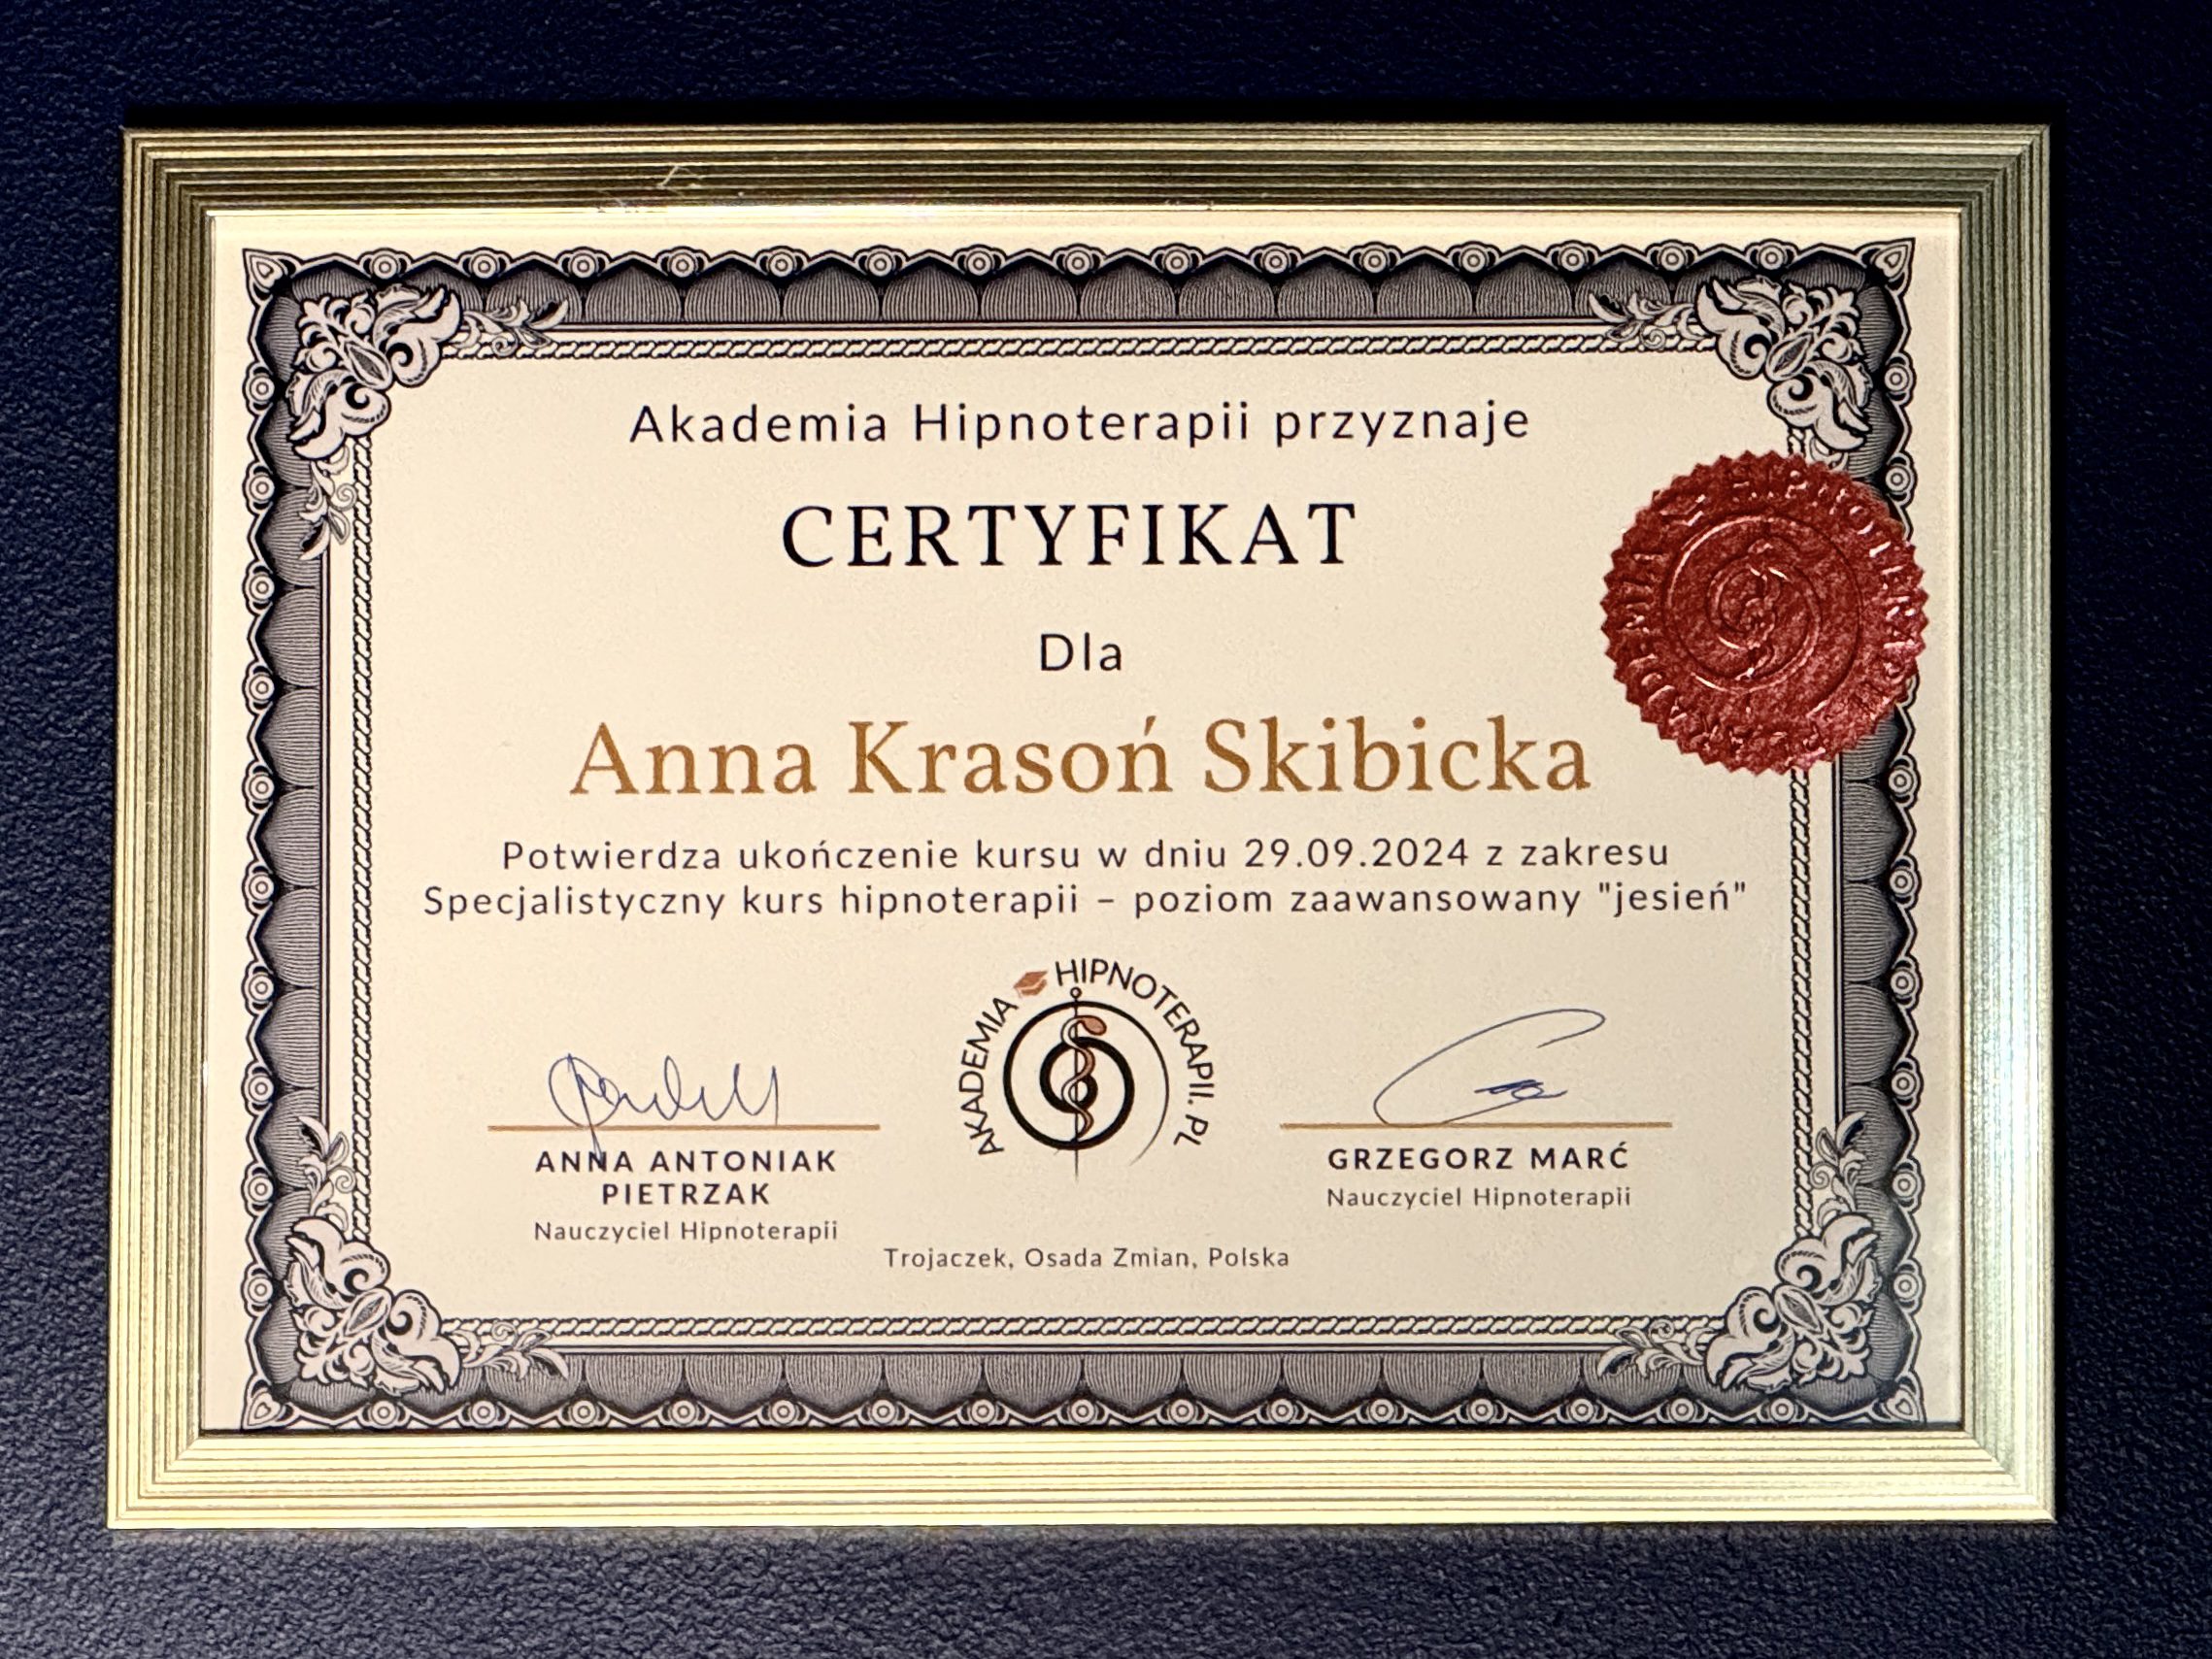 Akademia Hipnoterapii przyznaje
CERTYFIKAT
Dla
Anna Krasoń Skibicka
Potwierdza ukończenie kursu w dniu 29.09.2024 z zakresu
Specjalistyczny kurs hipnoterapii – poziom zaawansowany "jesień"
AKADEMIA HIPNOTERAPII.PL
ANNA ANTONIAK
PIETRZAK
Nauczyciel Hipnoterapii
GRZEGORZ MARĆ
Nauczyciel Hipnoterapii
Trojaczek, Osada Zmian, Polska